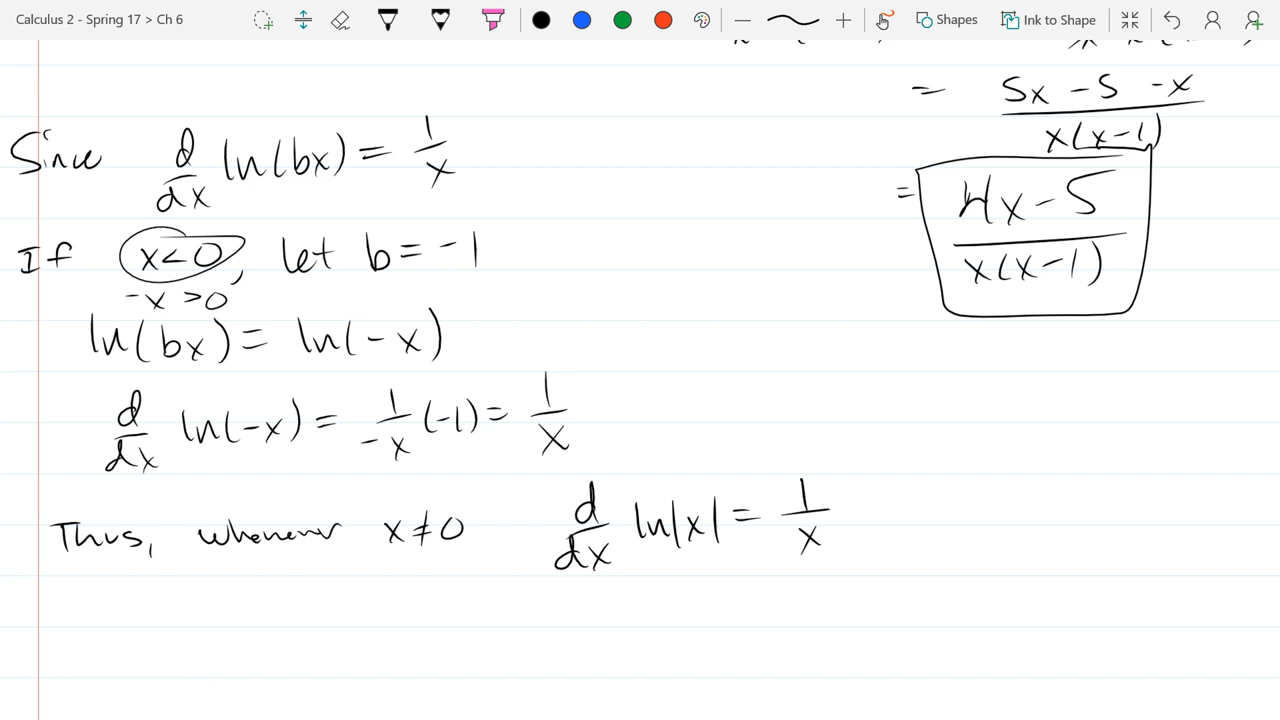 Calculus 2 - Spring 17 > Ch 6
Shapes
Ink to Shape
Since d/dx ln(bx) = 1/x
If x<0, let b = -1
-x >0
ln(bx) = ln(-x)
d/dx ln(-x) = 1/-x (-1) = 1/x
Thus, whenever x≠0 d/dx ln|x| = 1/x
= 5x - 5 - x / x(x-1)
= 4x - 5 / x(x-1)